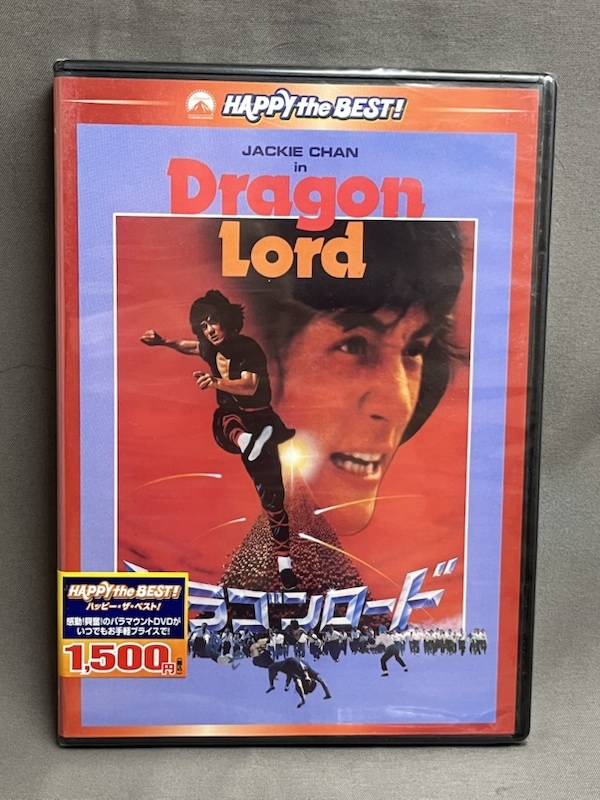 HAPPY the BEST!
JACKIE CHAN
in
Dragon
Lord
ドラゴンロード
HAPPY the BEST!
ハッピー・ザ・ベスト!
感動!興奮!のパラマウントDVDが
いつでもお手軽プライスで!
1,500円